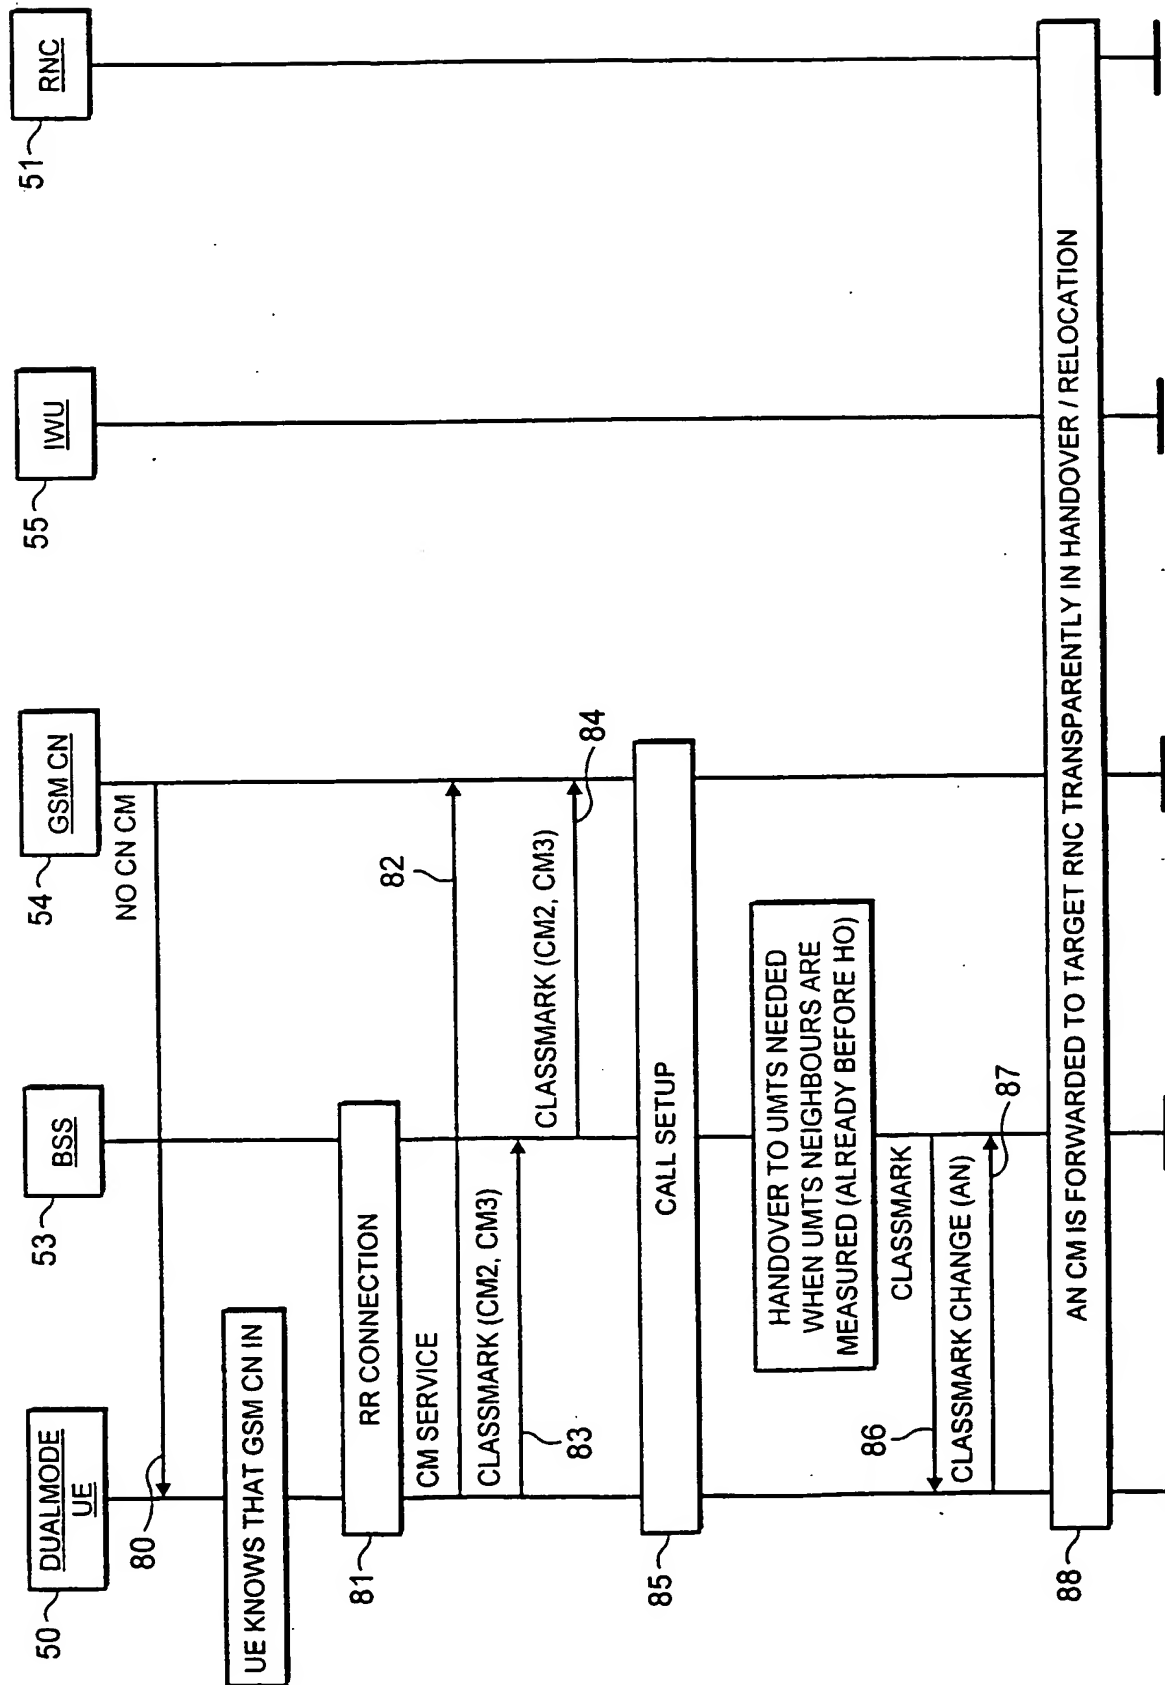 50
DUALMODE
UE
53
BSS
54
GSM CN
55
IWU
51
RNC
NO CN CM
80
UE KNOWS THAT GSM CN IN
81
RR CONNECTION
CM SERVICE
82
CLASSMARK (CM2, CM3)
83
CLASSMARK (CM2, CM3)
84
85
CALL SETUP
HANDOVER TO UMTS NEEDED
WHEN UMTS NEIGHBOURS ARE
MEASURED (ALREADY BEFORE HO)
CLASSMARK
86
CLASSMARK CHANGE (AN)
87
88
AN CM IS FORWARDED TO TARGET RNC TRANSPARENTLY IN HANDOVER / RELOCATION